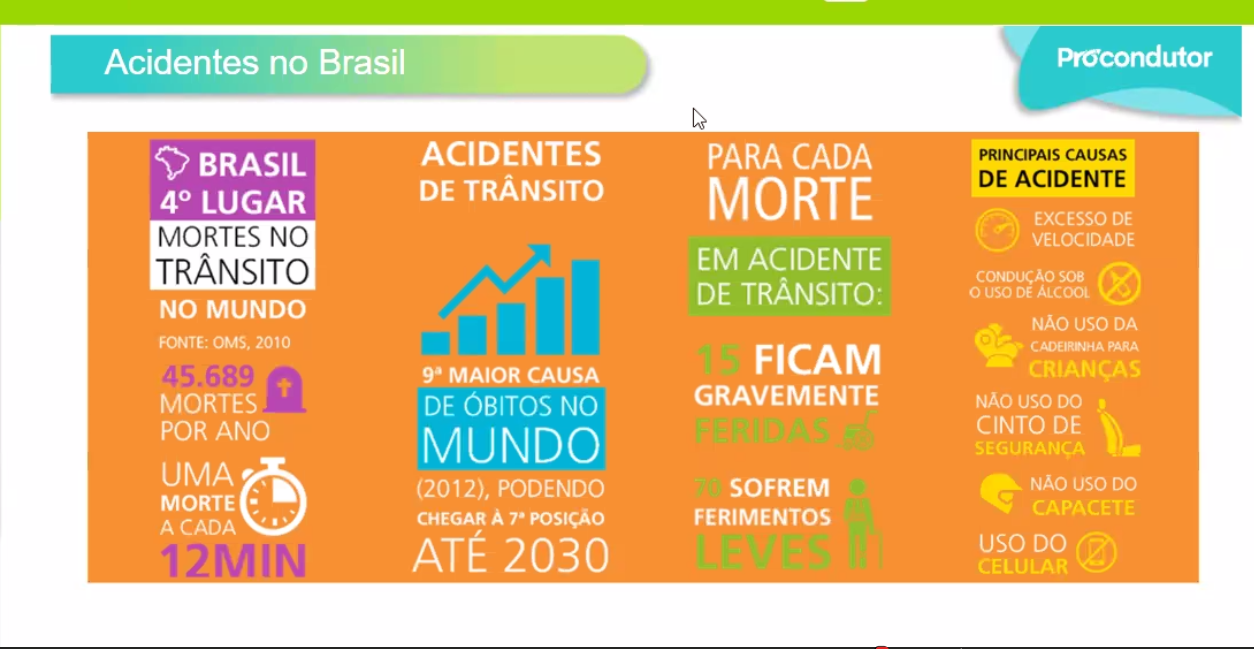 Acidentes no Brasil
Procondutor
BRASIL
4º LUGAR
MORTES NO
TRÂNSITO
NO MUNDO
FONTE: OMS, 2010
45.689
MORTES
POR ANO
UMA
MORTE
A CADA
12MIN
ACIDENTES
DE TRÂNSITO
9ª MAIOR CAUSA
DE ÓBITOS NO
MUNDO
(2012), PODENDO
CHEGAR À 7ª POSIÇÃO
ATÉ 2030
PARA CADA
MORTE
EM ACIDENTE
DE TRÂNSITO:
15 FICAM
GRAVEMENTE
FERIDAS
70 SOFREM
FERIMENTOS
LEVES
PRINCIPAIS CAUSAS
DE ACIDENTE
EXCESSO DE
VELOCIDADE
CONDUÇÃO SOB
O USO DE ÁLCOOL
NÃO USO DA
CADEIRINHA PARA
CRIANÇAS
NÃO USO DO
CINTO DE
SEGURANÇA
NÃO USO DO
CAPACETE
USO DO
CELULAR